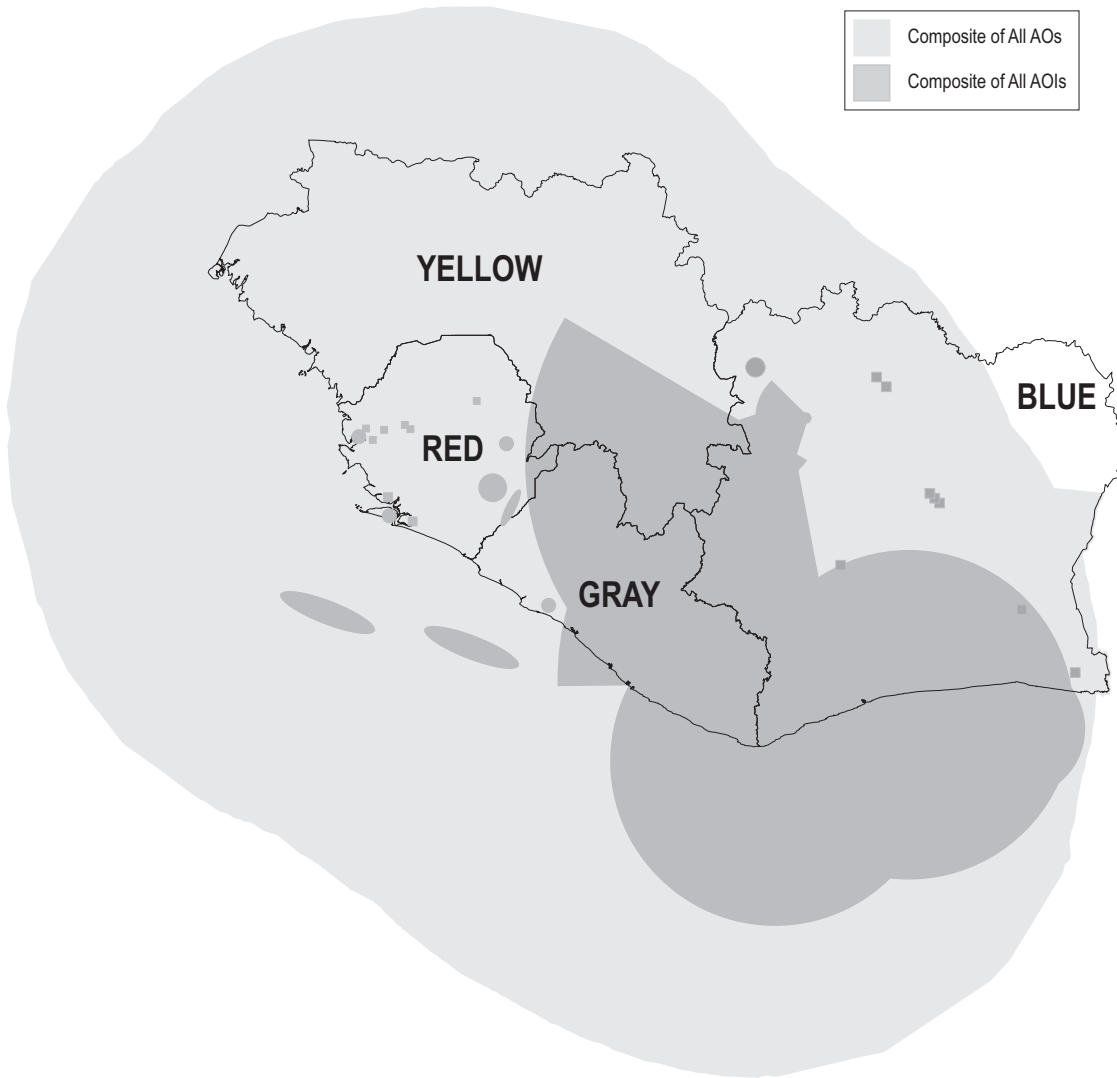 Composite of All AOs
Composite of All AOIs
YELLOW
BLUE
RED
GRAY